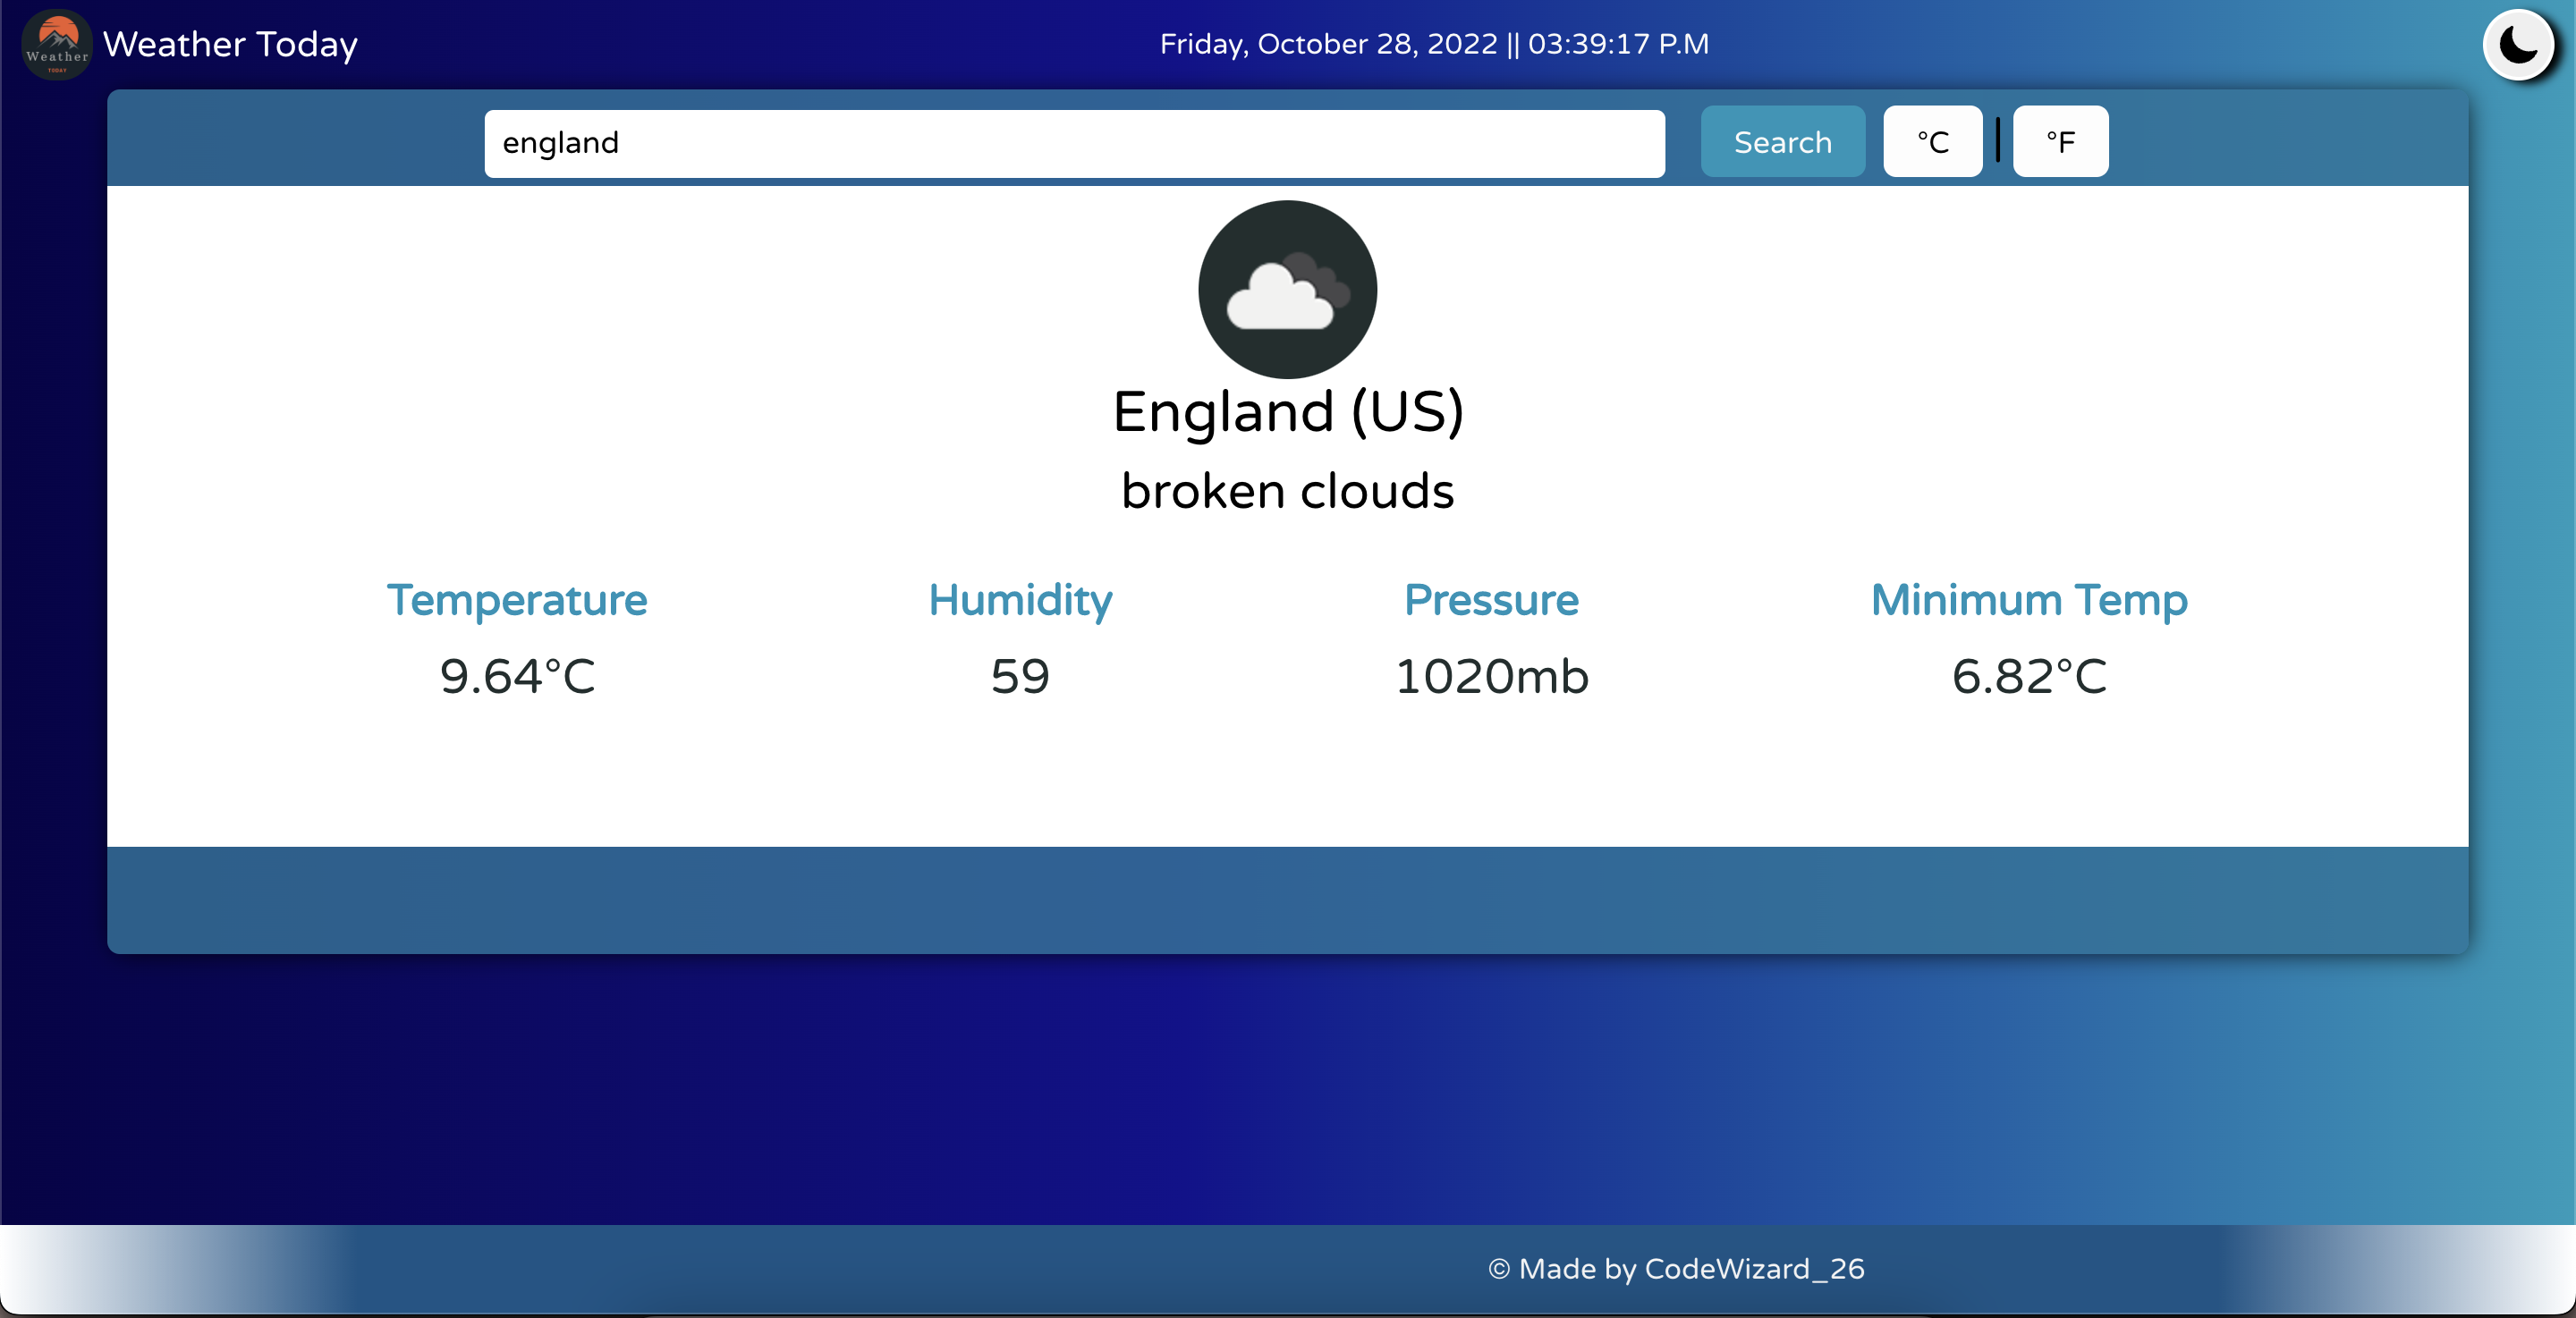 Weather
TODAY
Weather Today
Friday, October 28, 2022 || 03:39:17 P.M
england
Search
°C
|
°F
England (US)
broken clouds
Temperature Humidity Pressure Minimum Temp
9.64°C 59 1020mb 6.82°C
© Made by CodeWizard_26